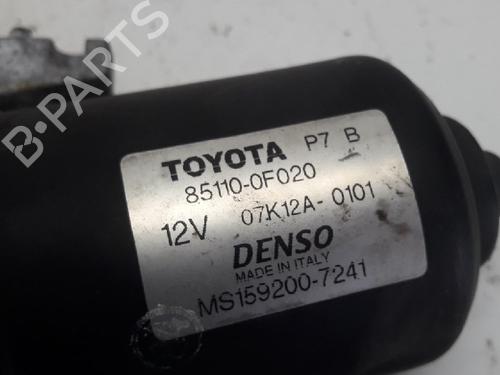 TOYOTA P7 B
85110-0F020
12V 07K12A-0101
DENSO
MADE IN ITALY
MS159200-7241
B-Parts